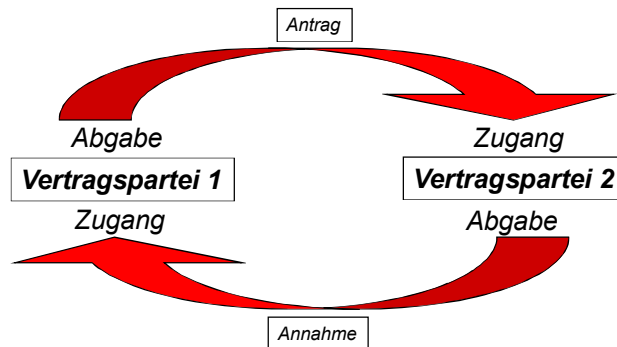 Antrag
Abgabe
Zugang
Vertragspartei 1
Vertragspartei 2
Zugang
Abgabe
Annahme